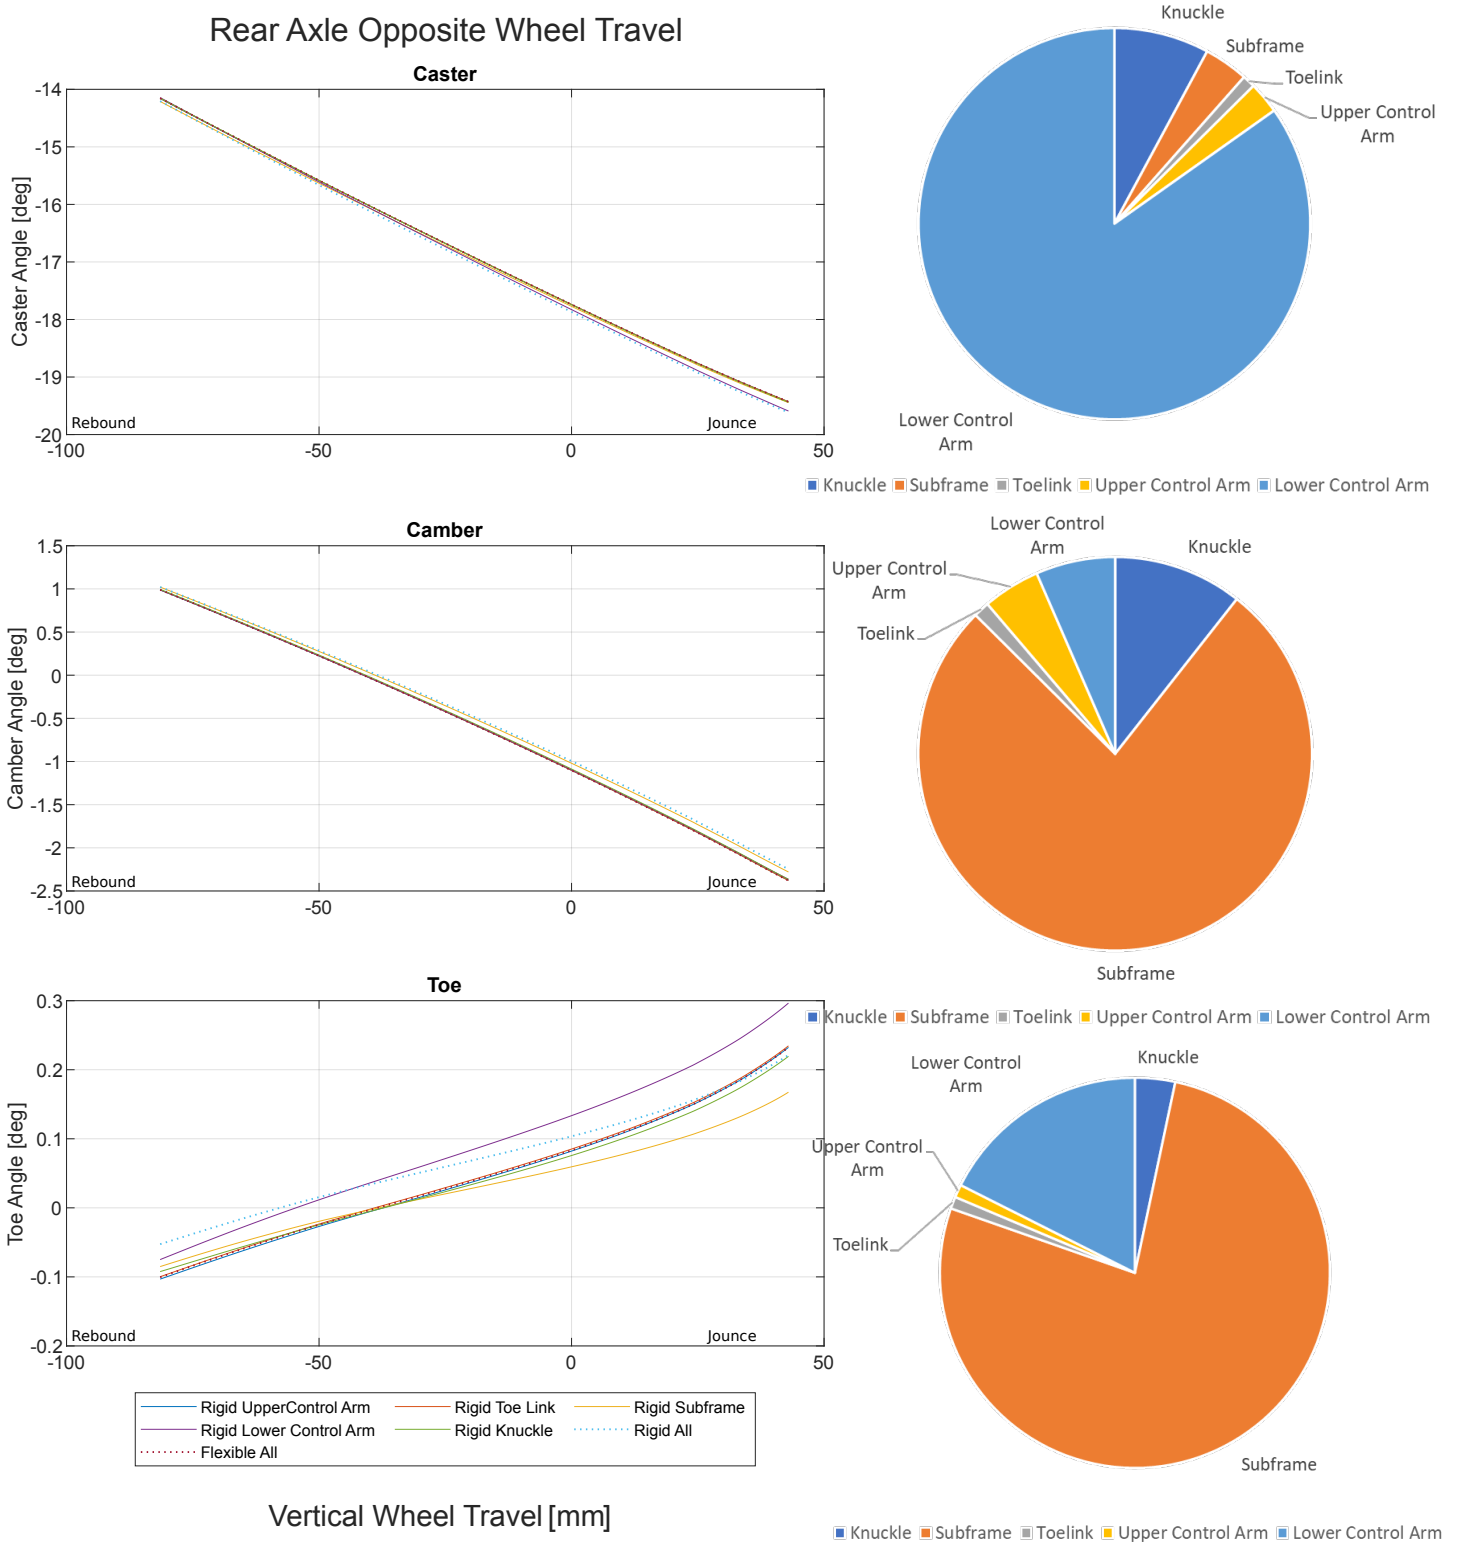 Rear Axle Opposite Wheel Travel
Caster
-14
-15
-16
-17
-18
-19
-20
Caster Angle [deg]
Rebound
Jounce
-100
-50
0
50
Knuckle
Subframe
Toelink
Upper Control
Arm
Lower Control
Arm
Knuckle Subframe Toelink Upper Control Arm Lower Control Arm
Camber
1.5
1
0.5
0
-0.5
-1
-1.5
-2
-2.5
Camber Angle [deg]
Rebound
Jounce
-100
-50
0
50
Lower Control
Arm
Knuckle
Upper Control
Arm
Toelink
Subframe
Knuckle Subframe Toelink Upper Control Arm Lower Control Arm
Toe
0.3
0.2
0.1
0
-0.1
-0.2
Toe Angle [deg]
Rebound
Jounce
-100
-50
0
50
Knuckle
Lower Control
Arm
Upper Control
Arm
Toelink
Subframe
Rigid UpperControl Arm
Rigid Toe Link
Rigid Subframe
Rigid Lower Control Arm
Rigid Knuckle
Rigid All
Flexible All
Vertical Wheel Travel [mm]
Knuckle Subframe Toelink Upper Control Arm Lower Control Arm